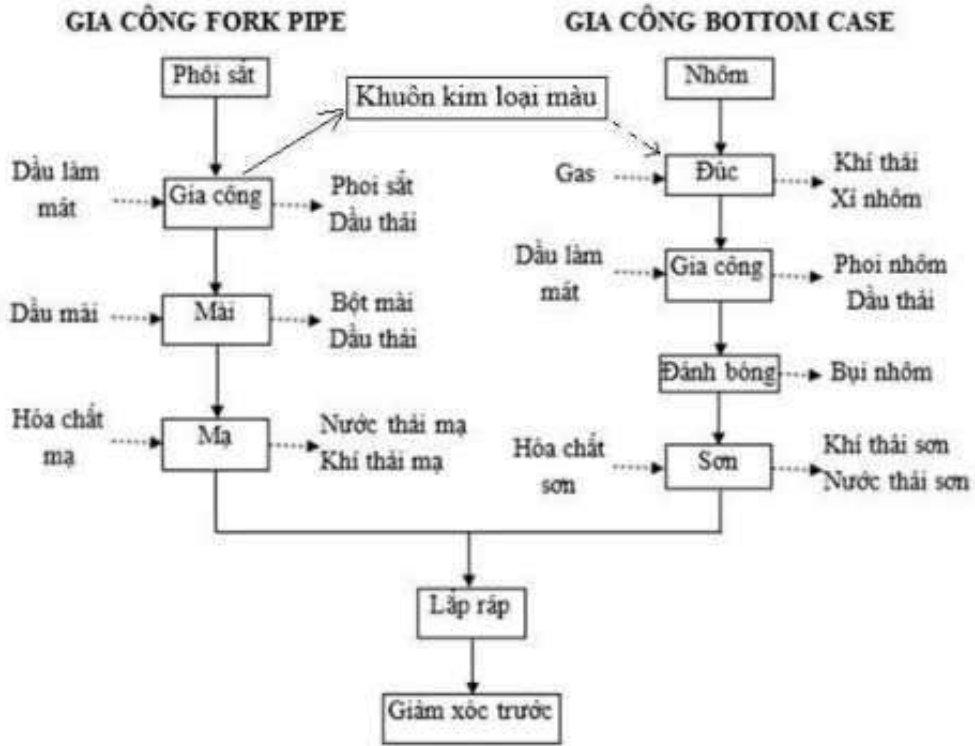 GIA CÔNG FORK PIPE
GIA CÔNG BOTTOM CASE
Phôi sắt
Khuôn kim loại màu
Nhôm
Dầu làm
mát
Gia công
Phoi sắt
Dầu thải
Gas
Đúc
Khí thải
Xỉ nhôm
Dầu làm
mát
Gia công
Phoi nhôm
Dầu thải
Dầu mài
Mài
Bột mài
Dầu thải
Đánh bóng
Bụi nhôm
Hóa chất
mạ
Mạ
Nước thải mạ
Khí thải mạ
Hóa chất
sơn
Sơn
Khí thải sơn
Nước thải sơn
Lắp ráp
Giảm xóc trước